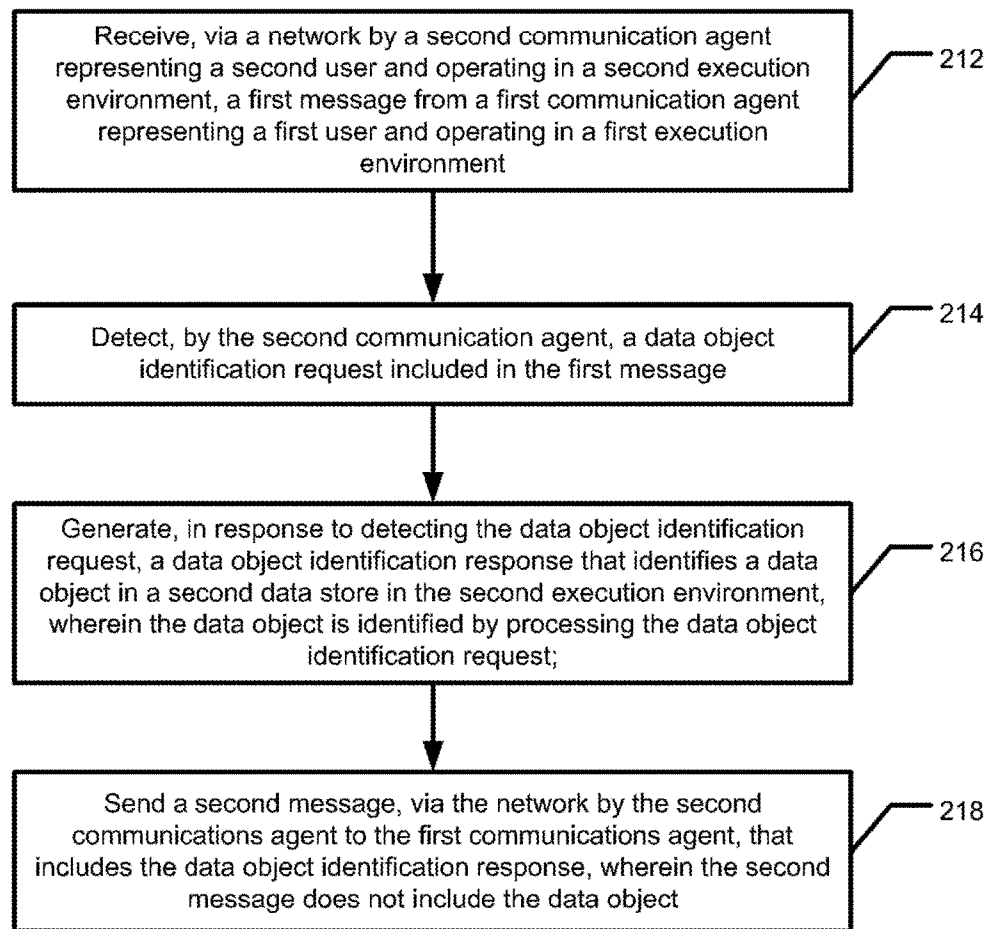 Receive, via a network by a second communication agent
representing a second user and operating in a second execution
environment, a first message from a first communication agent
representing a first user and operating in a first execution
environment
212
Detect, by the second communication agent, a data object
identification request included in the first message
214
Generate, in response to detecting the data object identification
request, a data object identification response that identifies a data
object in a second data store in the second execution environment,
wherein the data object is identified by processing the data object
identification request;
216
Send a second message, via the network by the second
communications agent to the first communications agent, that
includes the data object identification response, wherein the second
message does not include the data object
218